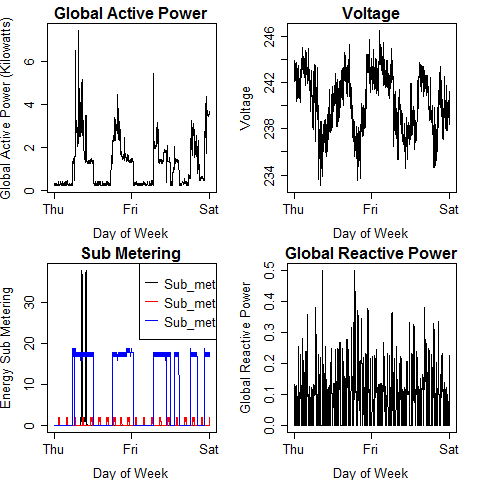 Global Active Power
Global Active Power (Kilowatts)
0 2 4 6
Thu Fri Sat
Day of Week
Voltage
Voltage
234 238 242 246
Thu Fri Sat
Day of Week
Sub Metering
Energy Sub Metering
0 10 20 30
Sub_met
Sub_met
Sub_met
Thu Fri Sat
Day of Week
Global Reactive Power
Global Reactive Power
0.0 0.1 0.2 0.3 0.4 0.5
Thu Fri Sat
Day of Week